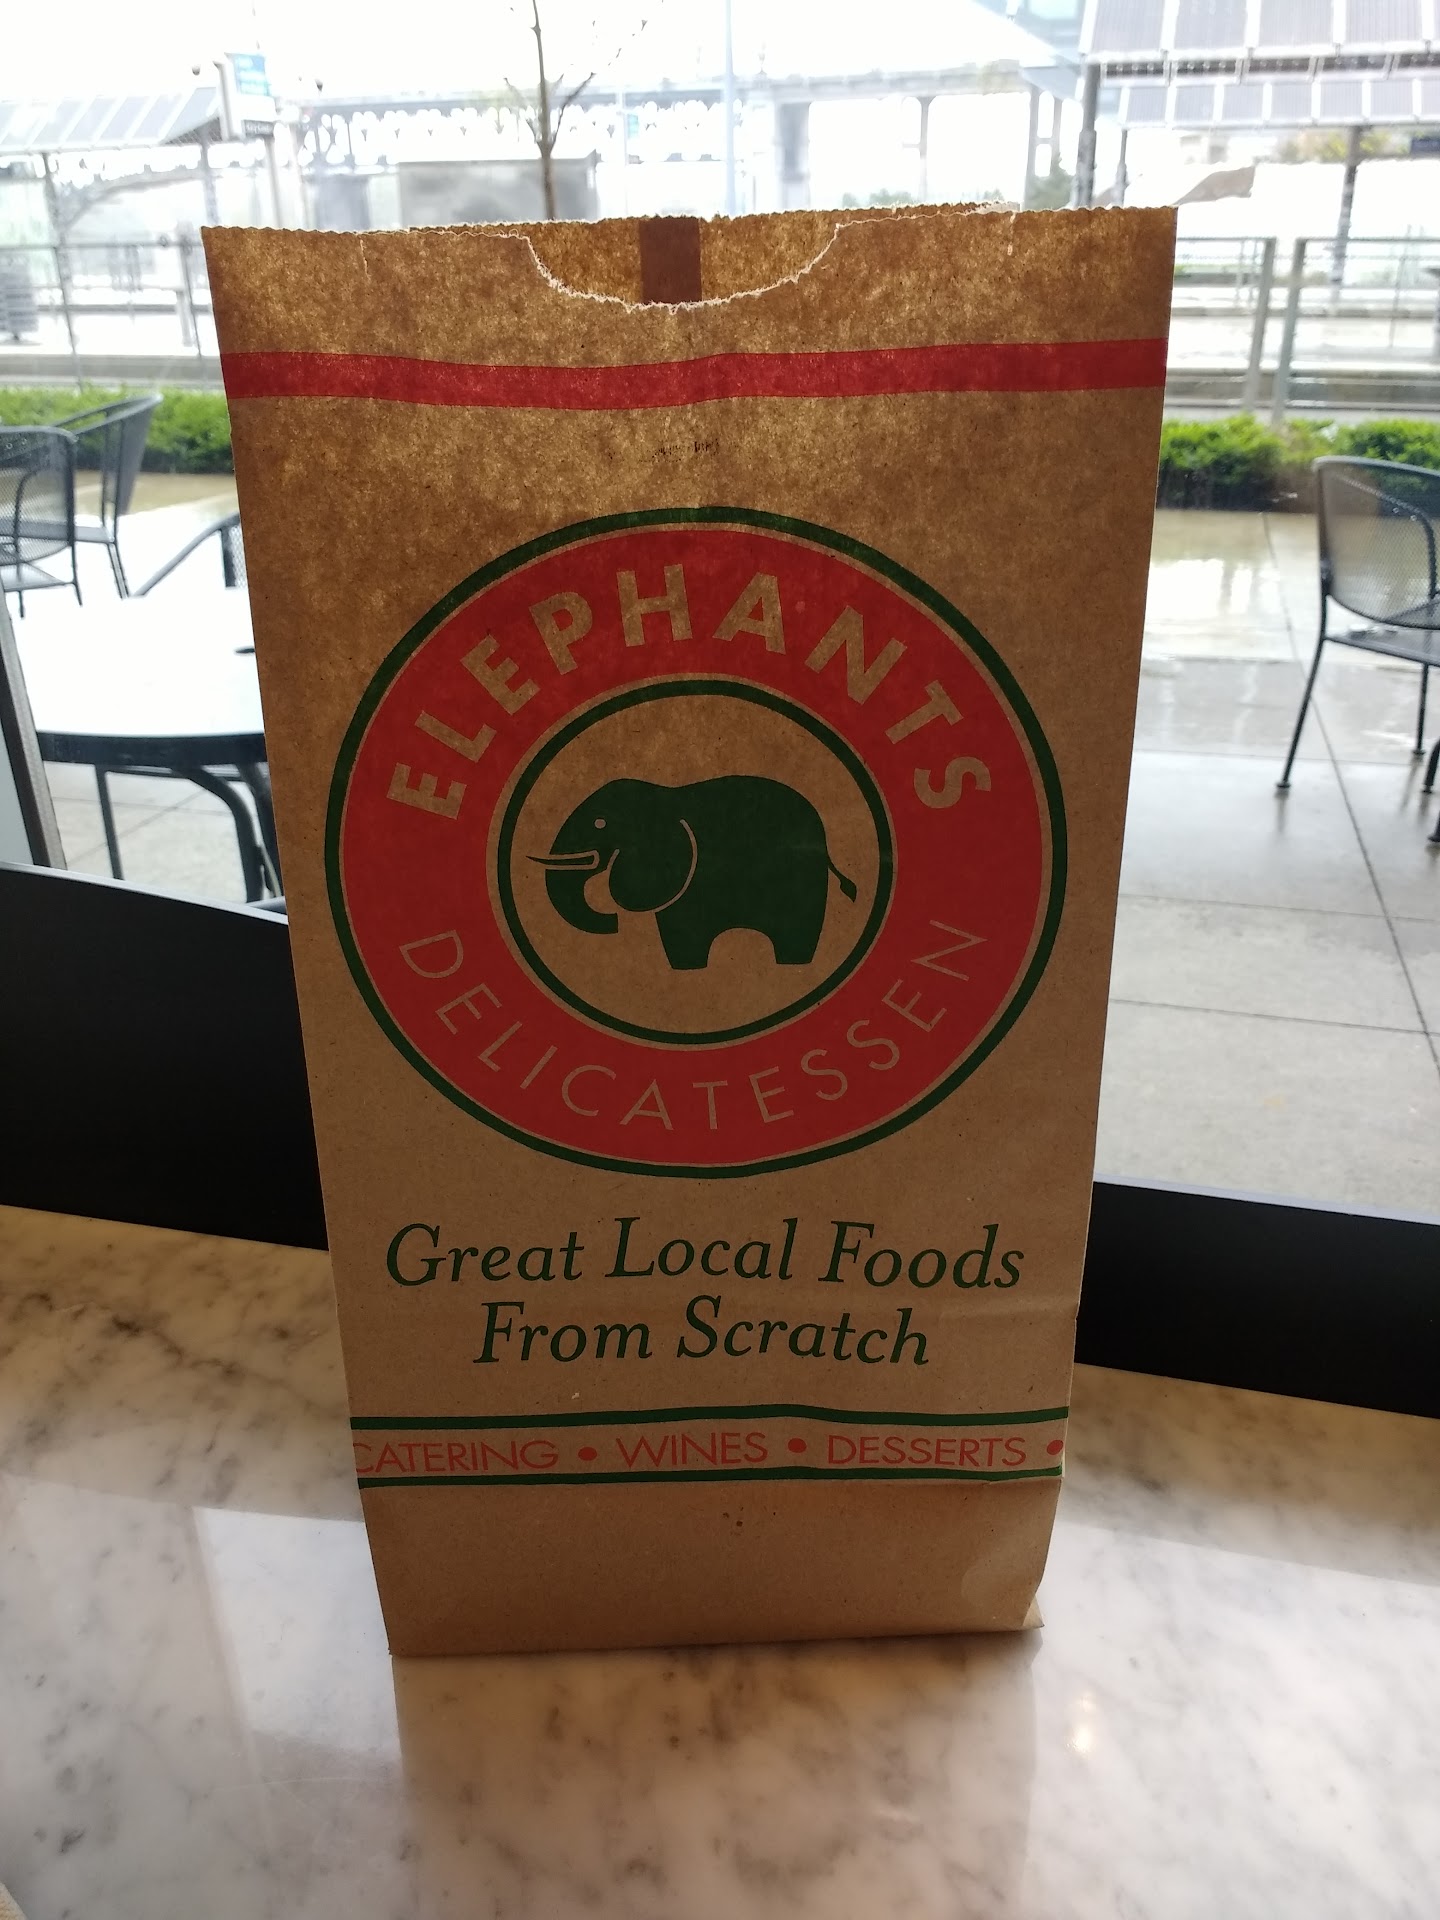 ELEPHANTS
DELICATESSEN
Great Local Foods
From Scratch
CATERING • WINES • DESSERTS •